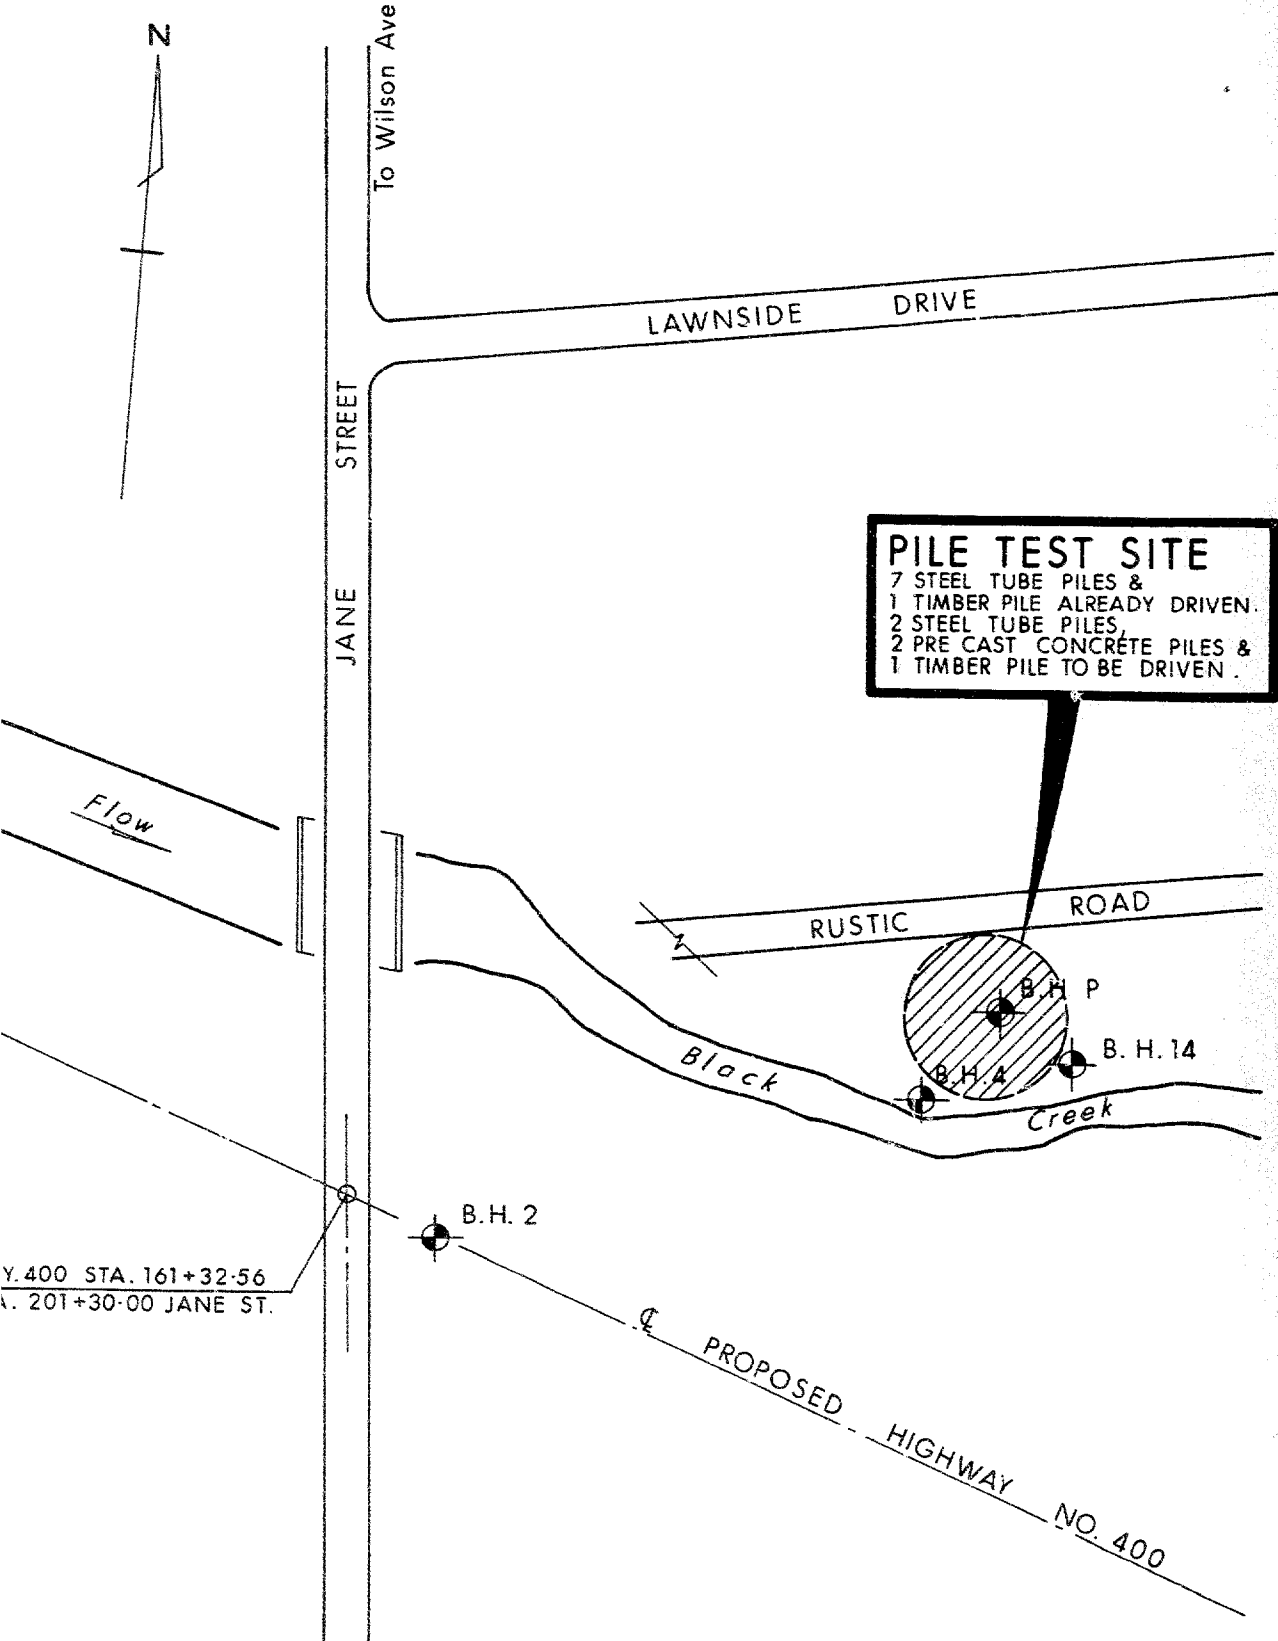 N
To Wilson Ave
LAWNSIDE DRIVE
JANE STREET
PILE TEST SITE
7 STEEL TUBE PILES &
1 TIMBER PILE ALREADY DRIVEN.
2 STEEL TUBE PILES,
2 PRE CAST CONCRETE PILES &
1 TIMBER PILE TO BE DRIVEN.
Flow
RUSTIC ROAD
B.H P
B.H.14
B.H.4
Black Creek
B.H.2
Y.400 STA. 161+32·56
. 201+30·00 JANE ST.
℄ PROPOSED HIGHWAY NO. 400